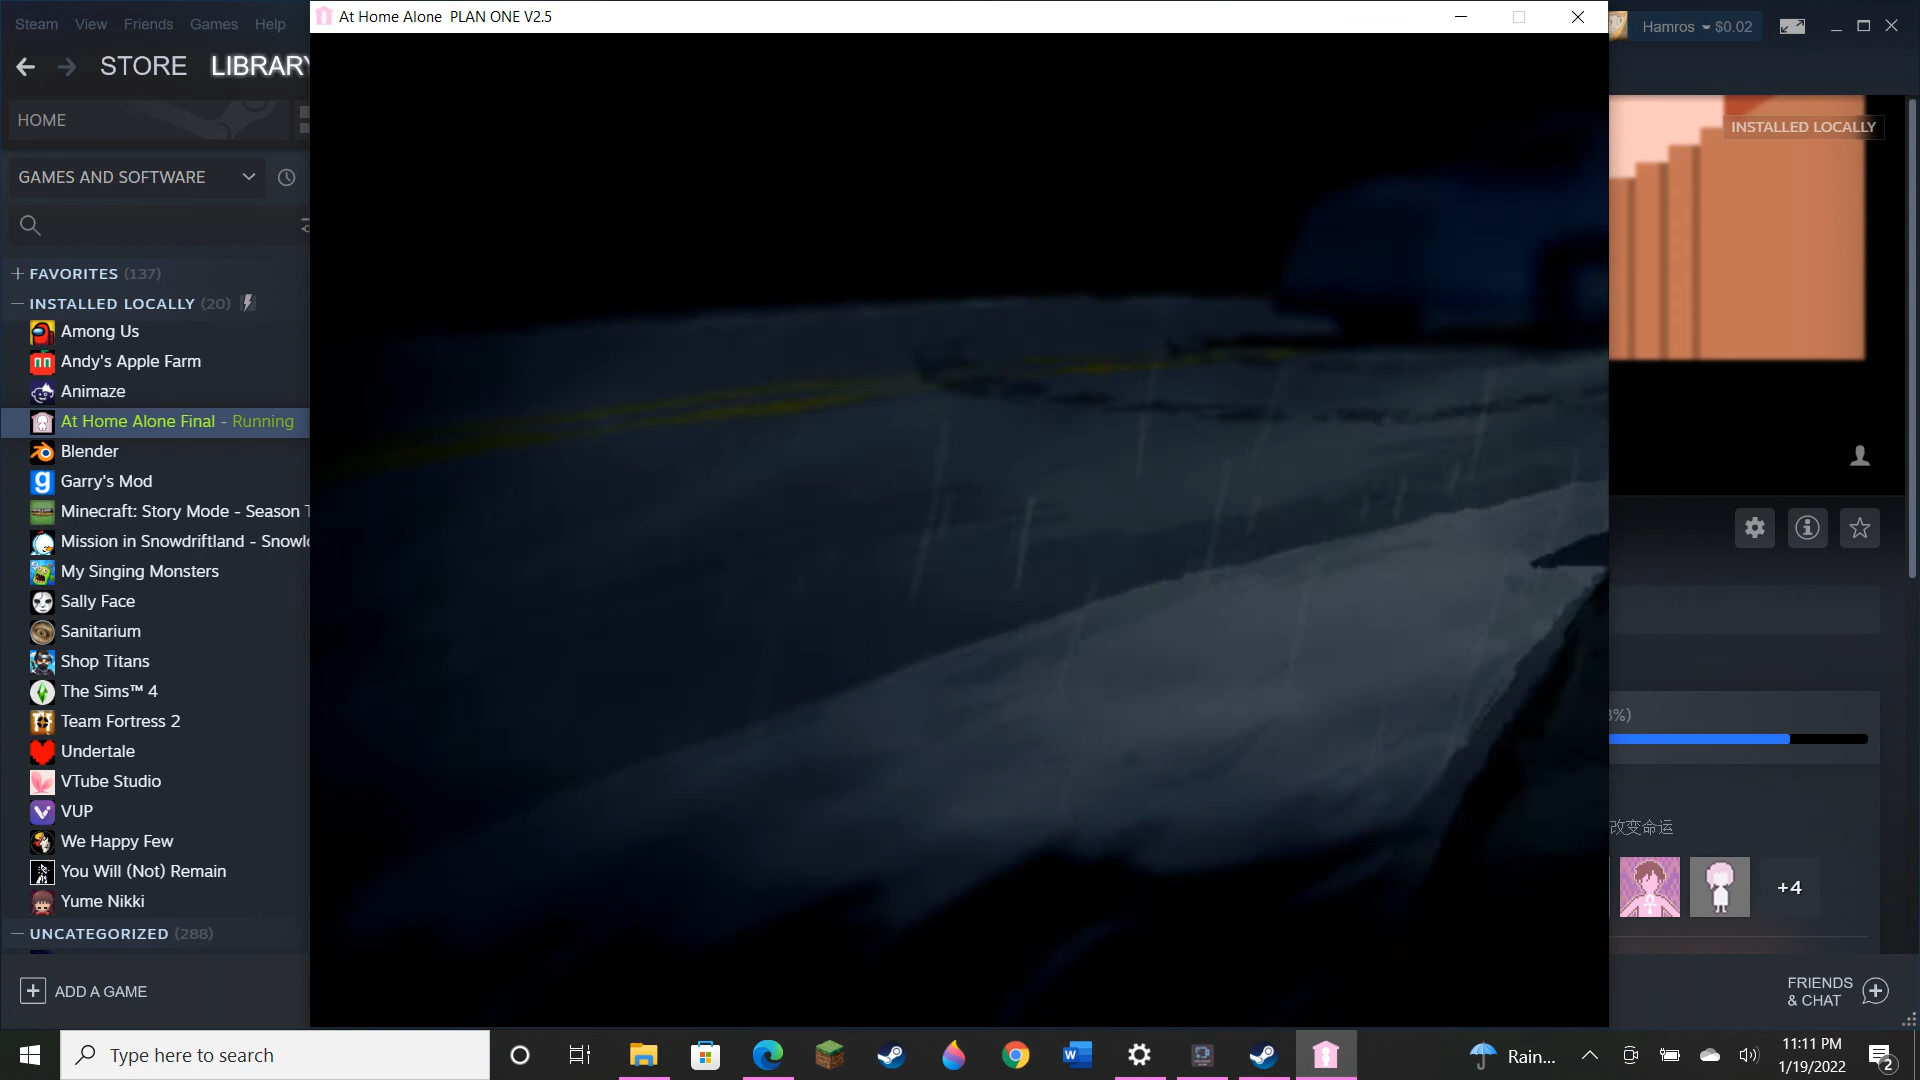 At Home Alone  PLAN ONE V2.5
Steam View Friends Games Help
Hamros $0.02
STORE LIBRARY
HOME
INSTALLED LOCALLY
GAMES AND SOFTWARE
FAVORITES (137)
INSTALLED LOCALLY (20)
Among Us
Andy's Apple Farm
Animaze
At Home Alone Final - Running
Blender
Garry's Mod
Minecraft: Story Mode - Season
Mission in Snowdriftland -
My Singing Monsters
Sally Face
Sanitarium
Shop Titans
The Sims™ 4
Team Fortress 2
Undertale
VTube Studio
VUP
We Happy Few
You Will (Not) Remain
Yume Nikki
UNCATEGORIZED (288)
%)
改变命运
+4
ADD A GAME
FRIENDS
& CHAT
Type here to search
Rain...
11:11 PM
1/19/2022
2